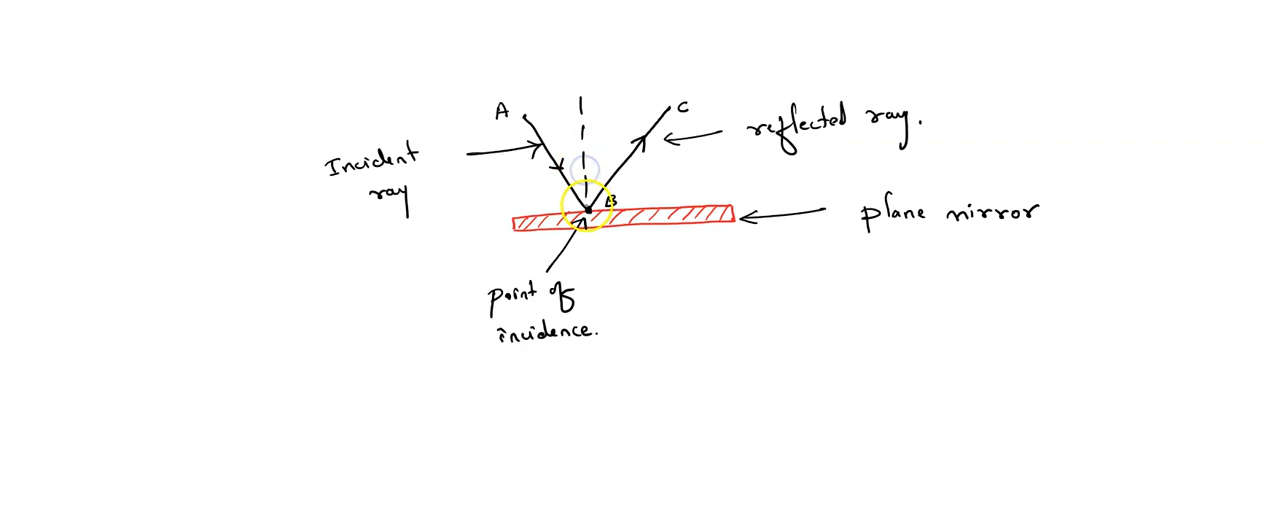 A
C
reflected ray.
Incident
ray
B
plane mirror
point of
incidence.